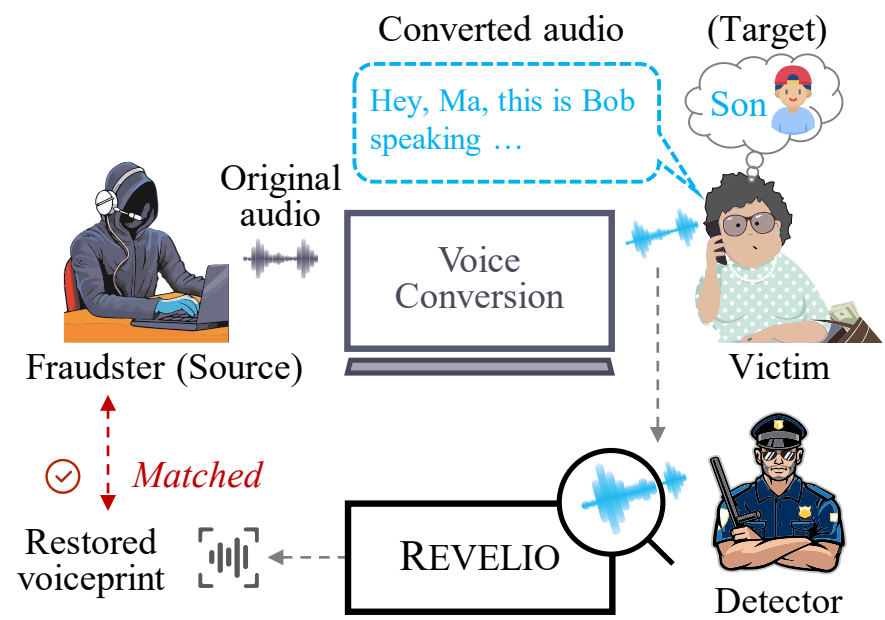 Converted audio
(Target)
Hey, Ma, this is Bob
speaking …
Son
Original
audio
Voice
Conversion
Fraudster (Source)
Victim
Matched
Restored
voiceprint
REVELIO
Detector